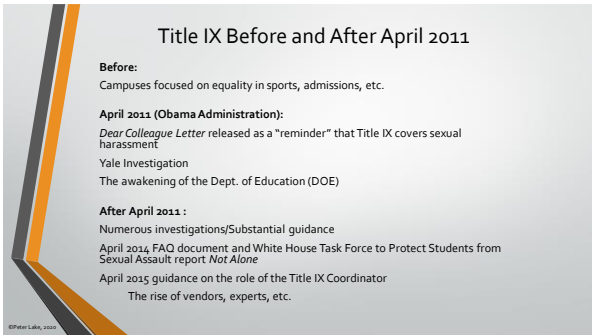 Title IX Before and After April 2011
Before:
Campuses focused on equality in sports, admissions, etc.
April 2011 (Obama Administration):
Dear Colleague Letter released as a “reminder” that Title IX covers sexual
harassment
Yale Investigation
The awakening of the Dept. of Education (DOE)
After April 2011 :
Numerous investigations/Substantial guidance
April 2014 FAQ document and White House Task Force to Protect Students from
Sexual Assault report Not Alone
April 2015 guidance on the role of the Title IX Coordinator
The rise of vendors, experts, etc.
©Peter Lake, 2020